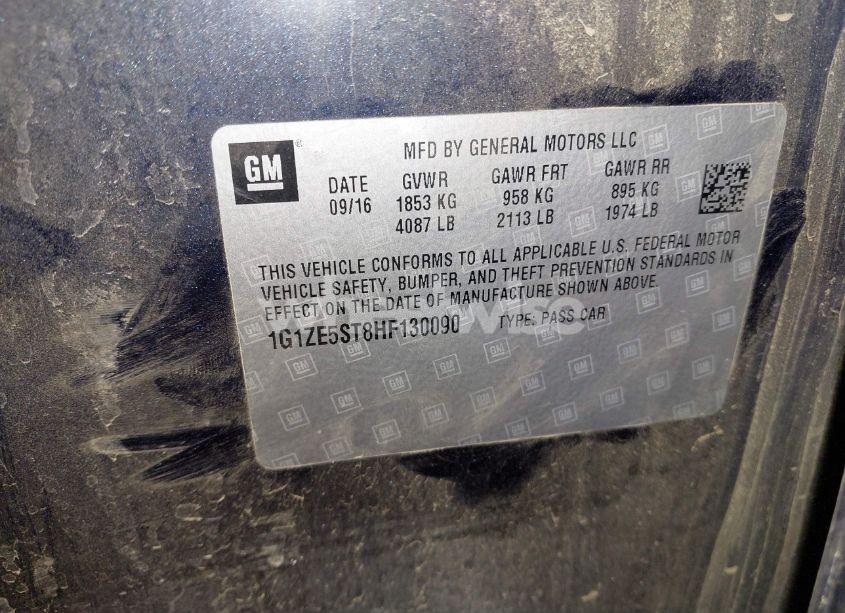 GM
MFD BY GENERAL MOTORS LLC
DATE GVWR GAWR FRT GAWR RR
09/16 1853 KG 958 KG 895 KG
4087 LB 2113 LB 1974 LB
THIS VEHICLE CONFORMS TO ALL APPLICABLE U.S. FEDERAL MOTOR
VEHICLE SAFETY, BUMPER, AND THEFT PREVENTION STANDARDS IN
EFFECT ON THE DATE OF MANUFACTURE SHOWN ABOVE.
1G1ZE5ST8HF130090 TYPE: PASS CAR